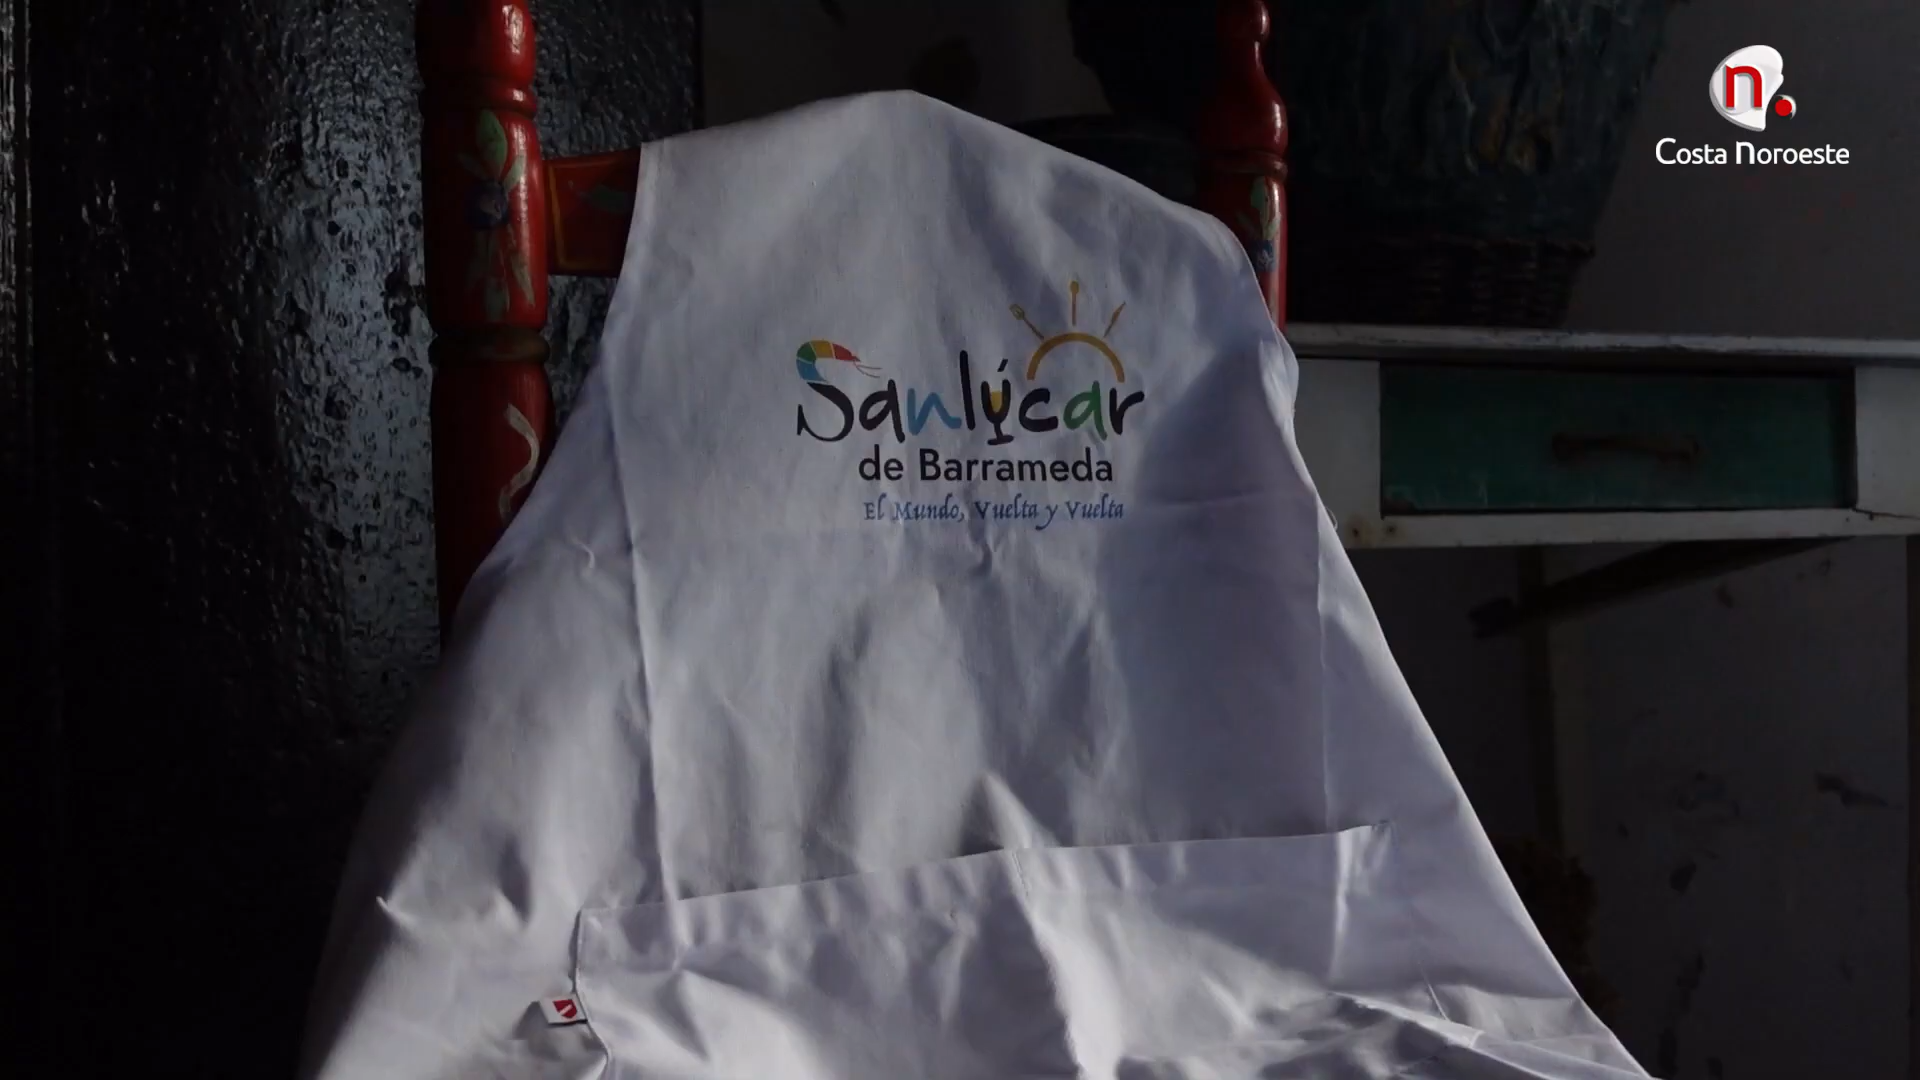 n.
Costa Noroeste
Sanlúcar
de Barrameda
El Mundo, Vuelta y Vuelta